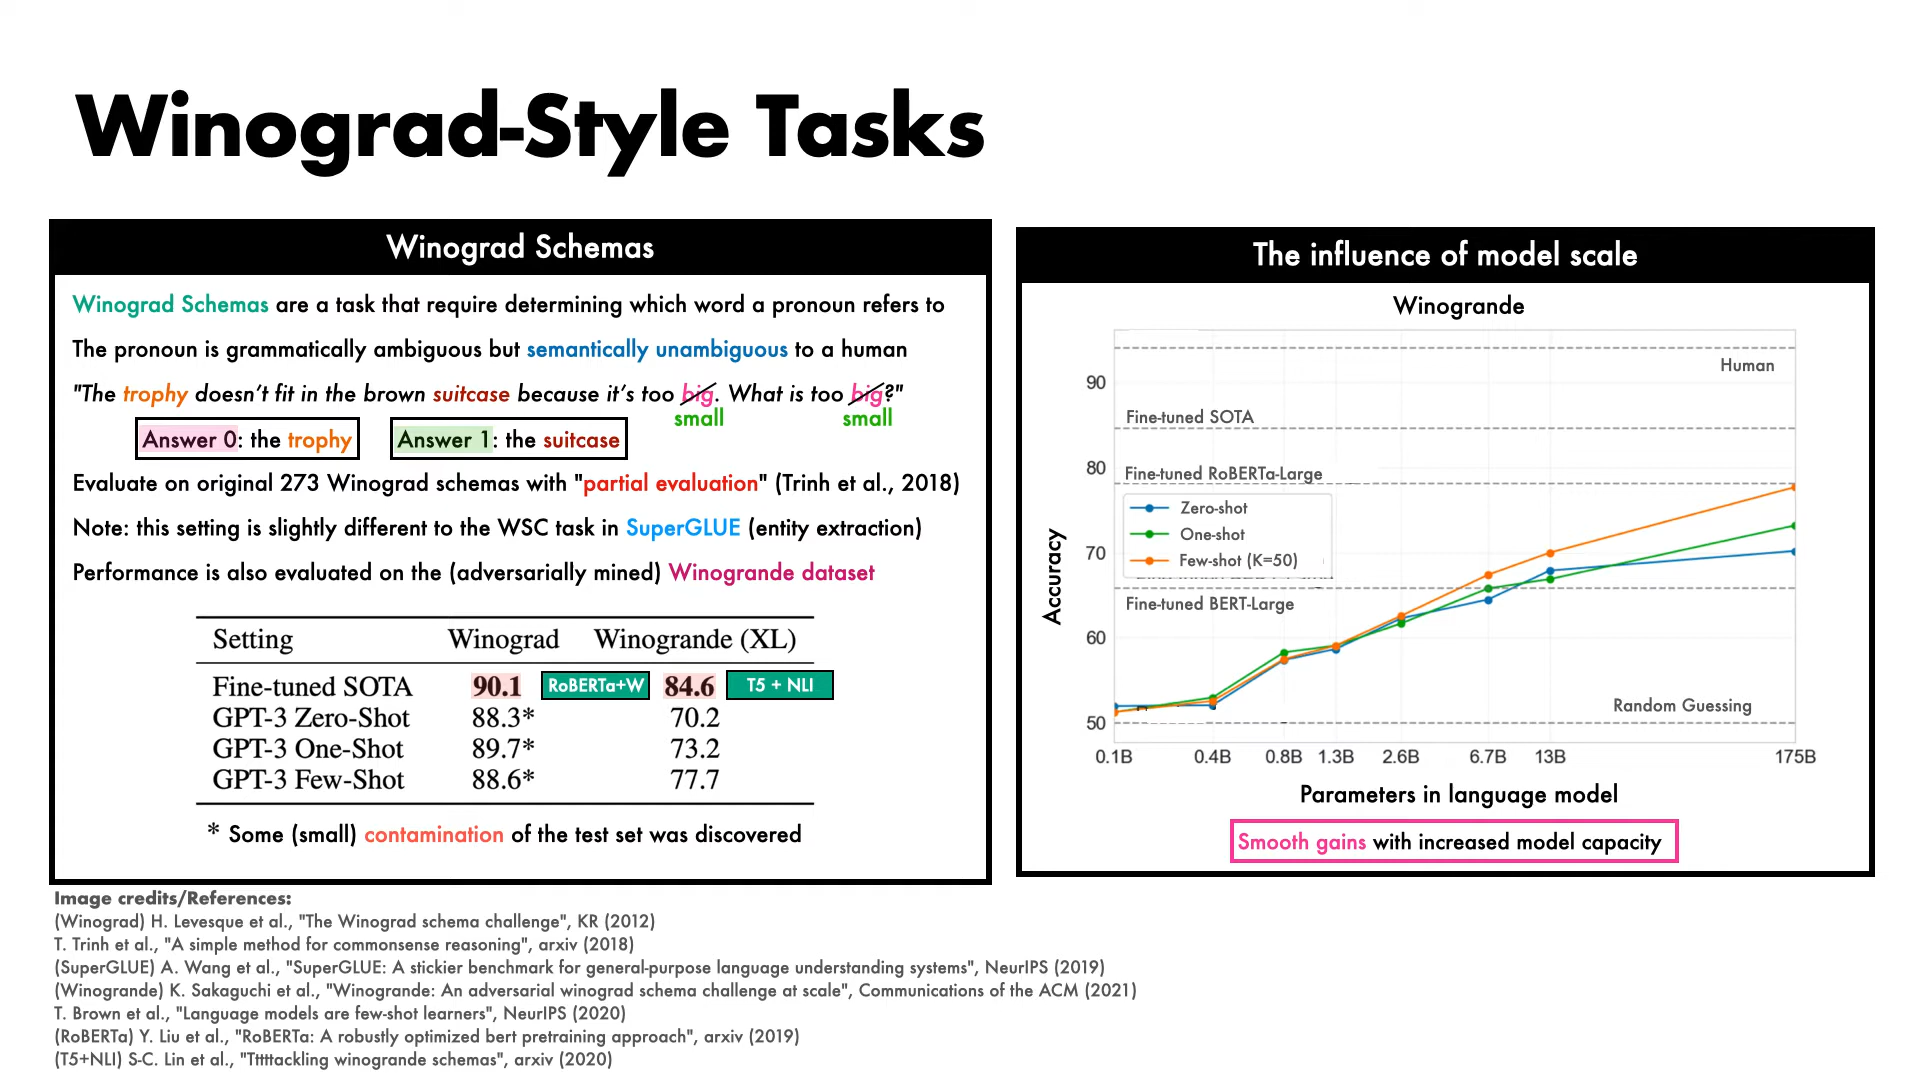 Winograd-Style Tasks
Winograd Schemas
Winograd Schemas are a task that require determining which word a pronoun refers to
The pronoun is grammatically ambiguous but semantically unambiguous to a human
"The trophy doesn't fit in the brown suitcase because it's too big. What is too big?"
small small
Answer 0: the trophy Answer 1: the suitcase
Evaluate on original 273 Winograd schemas with "partial evaluation" (Trinh et al., 2018)
Note: this setting is slightly different to the WSC task in SuperGLUE (entity extraction)
Performance is also evaluated on the (adversarially mined) Winogrande dataset
Setting Winograd Winogrande (XL)
Fine-tuned SOTA 90.1 RoBERTa+W 84.6 T5 + NLI
GPT-3 Zero-Shot 88.3* 70.2
GPT-3 One-Shot 89.7* 73.2
GPT-3 Few-Shot 88.6* 77.7
* Some (small) contamination of the test set was discovered
The influence of model scale
Winogrande
Human
90
Fine-tuned SOTA
80
Fine-tuned RoBERTa-Large
Zero-shot
One-shot
Few-shot (K=50)
70
Fine-tuned BERT-Large
60
Random Guessing
50
Accuracy
0.1B 0.4B 0.8B 1.3B 2.6B 6.7B 13B 175B
Parameters in language model
Smooth gains with increased model capacity
Image credits/References:
(Winograd) H. Levesque et al., "The Winograd schema challenge", KR (2012)
T. Trinh et al., "A simple method for commonsense reasoning", arxiv (2018)
(SuperGLUE) A. Wang et al., "SuperGLUE: A stickier benchmark for general-purpose language understanding systems", NeurIPS (2019)
(Winogrande) K. Sakaguchi et al., "Winogrande: An adversarial winograd schema challenge at scale", Communications of the ACM (2021)
T. Brown et al., "Language models are few-shot learners", NeurIPS (2020)
(RoBERTa) Y. Liu et al., "RoBERTa: A robustly optimized bert pretraining approach", arxiv (2019)
(T5+NLI) S-C. Lin et al., "Tttttackling winogrande schemas", arxiv (2020)